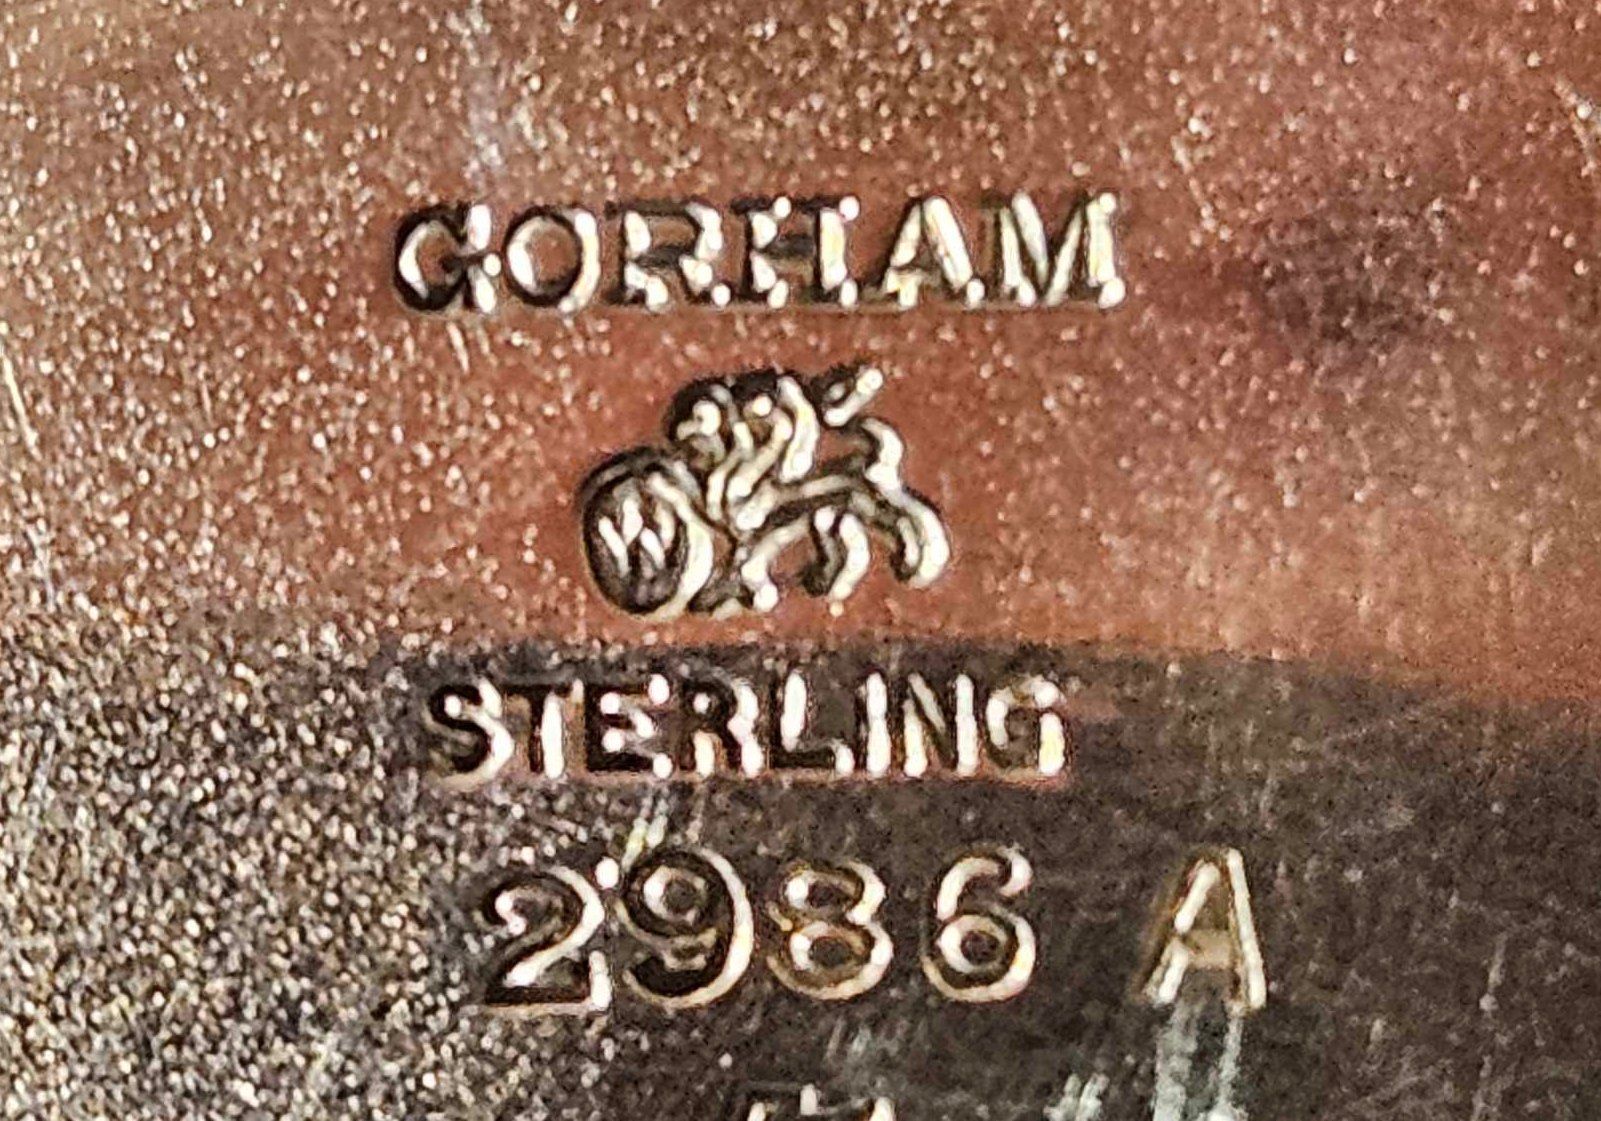 GORHAM
W
STERLING
2986 A